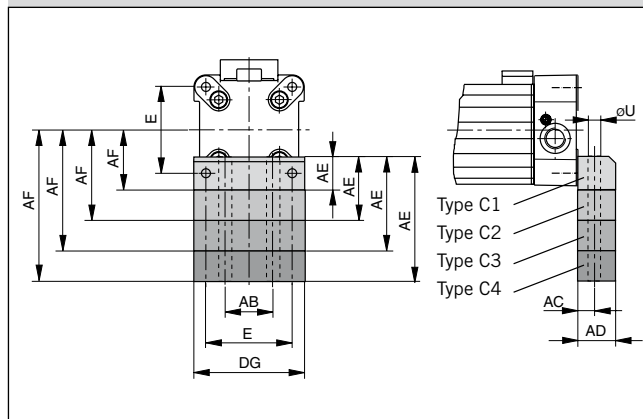 E
AF
AF
AF
AF
AE
AE
AE
AE
AB
E
DG
øU
Type C1
Type C2
Type C3
Type C4
AC
AD